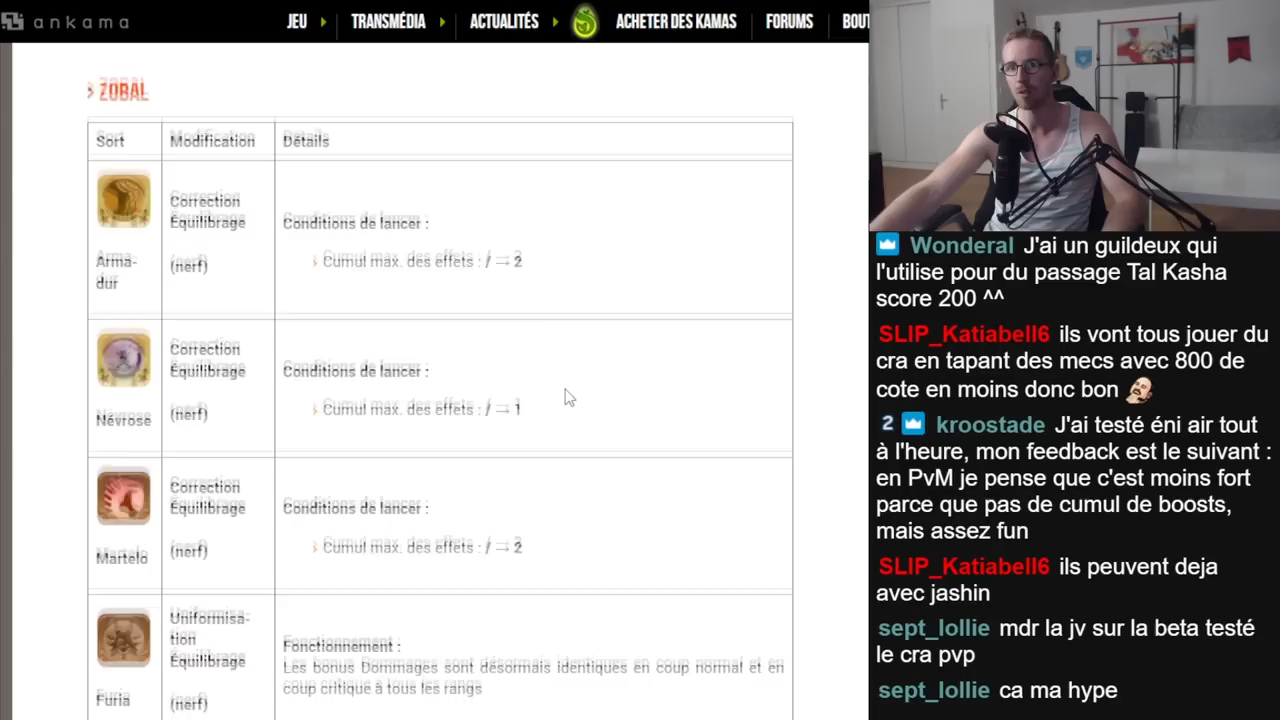 ankama
JEU
TRANSMÉDIA
ACTUALITÉS
ACHETER DES KAMAS
FORUMS
BOUT
ZOBAL
Sort
Modification
Détails
Correction
Équilibrage
(nerf)
Arma-
dur
Conditions de lancer :
Cumul max. des effets : / → 2
Correction
Équilibrage
(nerf)
Névrose
Conditions de lancer :
Cumul max. des effets : / → 1
Correction
Équilibrage
(nerf)
Martelo
Conditions de lancer :
Cumul max. des effets : / → 2
Uniformisa-
tion
Équilibrage
(nerf)
Furia
Fonctionnement :
Les bonus Dommages sont désormais identiques en coup normal et en
coup critique à tous les rangs
Wonderal J'ai un guildeux qui
l'utilise pour du passage Tal Kasha
score 200 ^^
SLIP_Katiabell6 ils vont tous jouer du
cra en tapant des mecs avec 800 de
cote en moins donc bon
2 kroostade J'ai testé éni air tout
à l'heure, mon feedback est le suivant :
en PvM je pense que c'est moins fort
parce que pas de cumul de boosts,
mais assez fun
SLIP_Katiabell6 ils peuvent deja
avec jashin
sept_lollie mdr la jv sur la beta testé
le cra pvp
sept_lollie ca ma hype